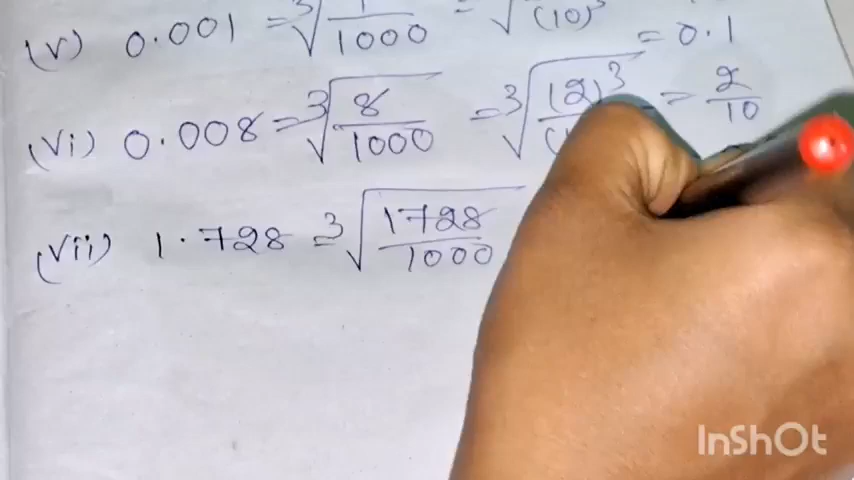 (v) 0.001 = ∛(1/1000) = ∛(1/(10)³)
= 0.1
(vi) 0.008 = ∛(8/1000) = ∛((2)³/(1 = 2/10
(vii) 1.728 = ∛(1728/1000)
InShOt